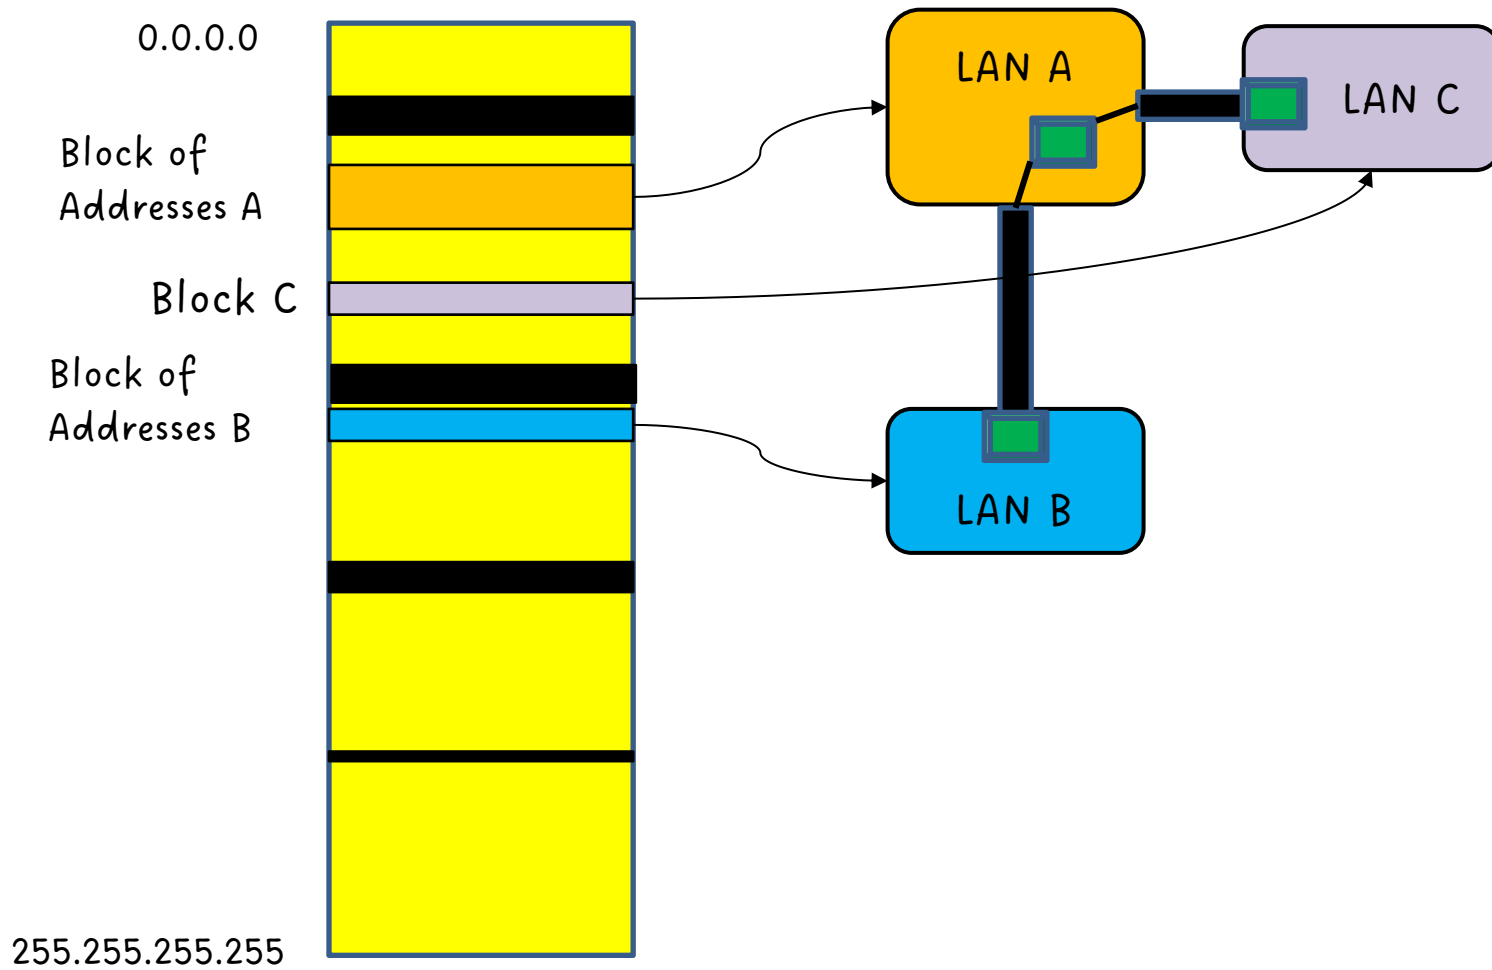 0.0.0.0
Block of
Addresses A
Block C
Block of
Addresses B
255.255.255.255
LAN A
LAN C
LAN B